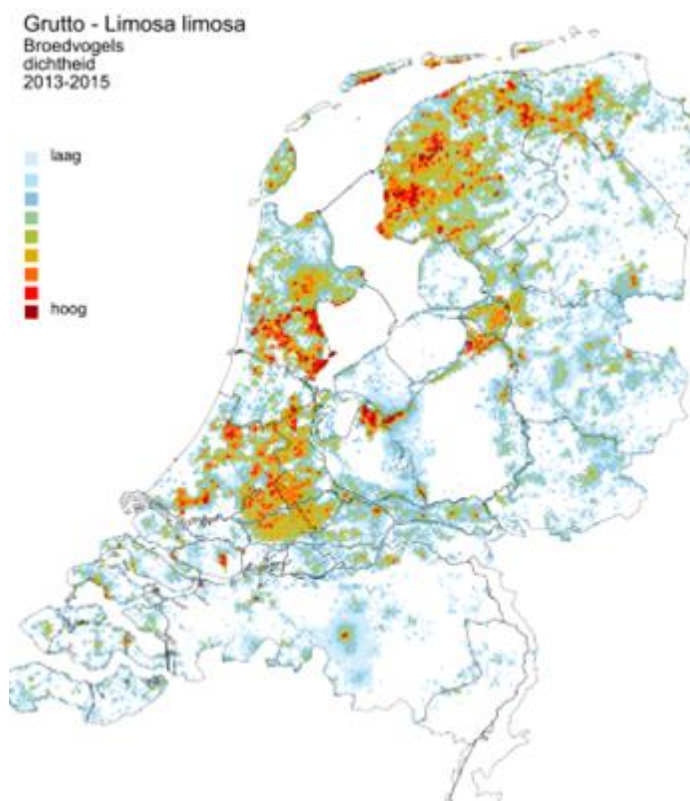 Grutto - Limosa limosa
Broedvogels
dichtheid
2013-2015
laag
hoog